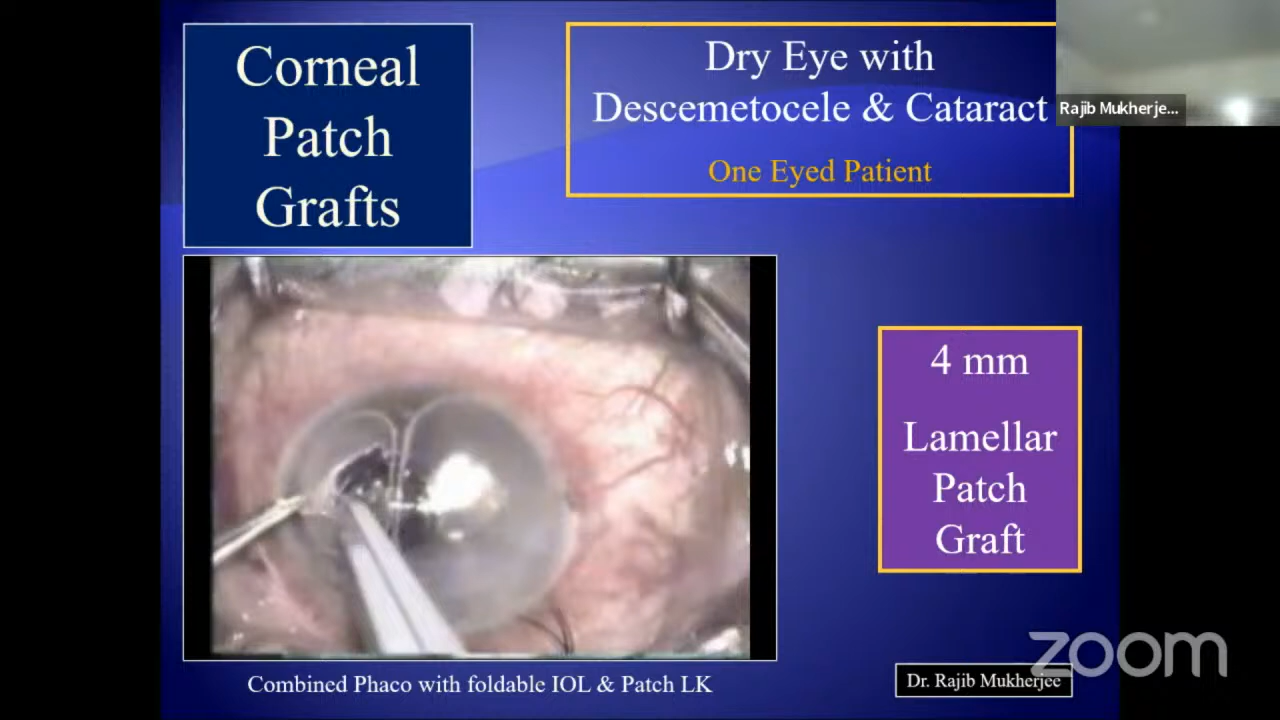 Corneal
Patch
Grafts
Dry Eye with
Descemetocele & Cataract
One Eyed Patient
Rajib Mukherje...
4 mm
Lamellar
Patch
Graft
Combined Phaco with foldable IOL & Patch LK
Dr. Rajib Mukherjee
zoom